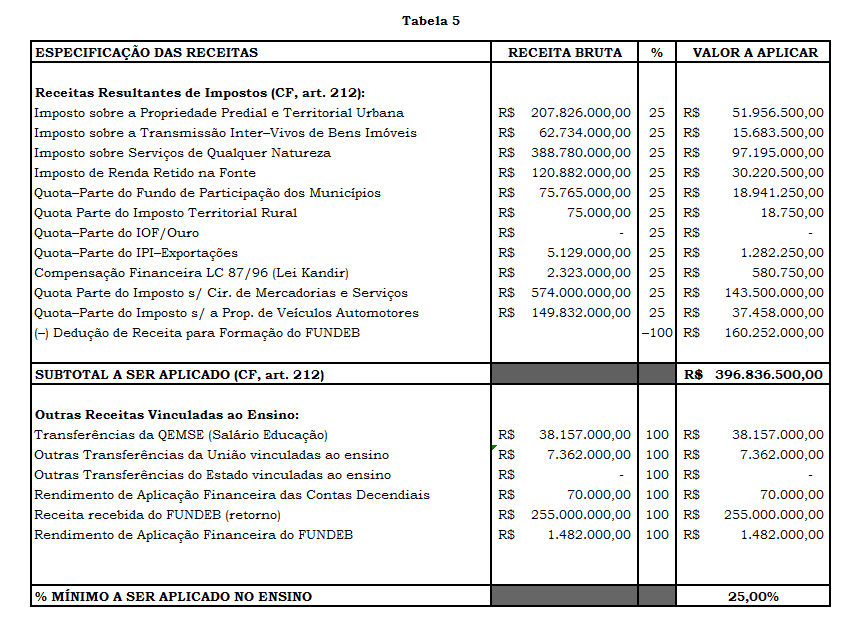 Tabela 5
ESPECIFICAÇÃO DAS RECEITAS RECEITA BRUTA % VALOR A APLICAR
Receitas Resultantes de Impostos (CF, art. 212):
Imposto sobre a Propriedade Predial e Territorial Urbana R$ 207.826.000,00 25 R$ 51.956.500,00
Imposto sobre a Transmissão Inter–Vivos de Bens Imóveis R$ 62.734.000,00 25 R$ 15.683.500,00
Imposto sobre Serviços de Qualquer Natureza R$ 388.780.000,00 25 R$ 97.195.000,00
Imposto de Renda Retido na Fonte R$ 120.882.000,00 25 R$ 30.220.500,00
Quota–Parte do Fundo de Participação dos Municípios R$ 75.765.000,00 25 R$ 18.941.250,00
Quota Parte do Imposto Territorial Rural R$ 75.000,00 25 R$ 18.750,00
Quota–Parte do IOF/Ouro R$ - 25 R$ -
Quota–Parte do IPI–Exportações R$ 5.129.000,00 25 R$ 1.282.250,00
Compensação Financeira LC 87/96 (Lei Kandir) R$ 2.323.000,00 25 R$ 580.750,00
Quota Parte do Imposto s/ Cir. de Mercadorias e Serviços R$ 574.000.000,00 25 R$ 143.500.000,00
Quota–Parte do Imposto s/ a Prop. de Veículos Automotores R$ 149.832.000,00 25 R$ 37.458.000,00
(–) Dedução de Receita para Formação do FUNDEB –100 R$ 160.252.000,00
SUBTOTAL A SER APLICADO (CF, art. 212) R$ 396.836.500,00
Outras Receitas Vinculadas ao Ensino:
Transferências da QEMSE (Salário Educação) R$ 38.157.000,00 100 R$ 38.157.000,00
Outras Transferências da União vinculadas ao ensino R$ 7.362.000,00 100 R$ 7.362.000,00
Outras Transferências do Estado vinculadas ao ensino R$ - 100 R$ -
Rendimento de Aplicação Financeira das Contas Decendiais R$ 70.000,00 100 R$ 70.000,00
Receita recebida do FUNDEB (retorno) R$ 255.000.000,00 100 R$ 255.000.000,00
Rendimento de Aplicação Financeira do FUNDEB R$ 1.482.000,00 100 R$ 1.482.000,00
% MÍNIMO A SER APLICADO NO ENSINO 25,00%